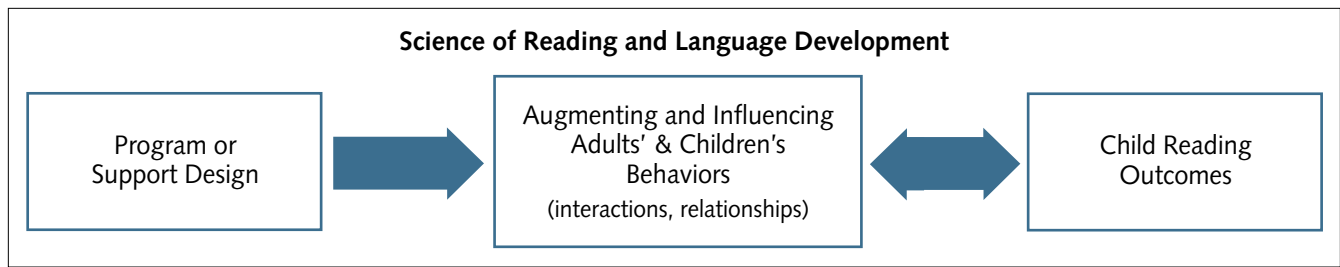 Science of Reading and Language Development
Program or
Support Design
Augmenting and Influencing
Adults’ & Children’s
Behaviors
(interactions, relationships)
Child Reading
Outcomes